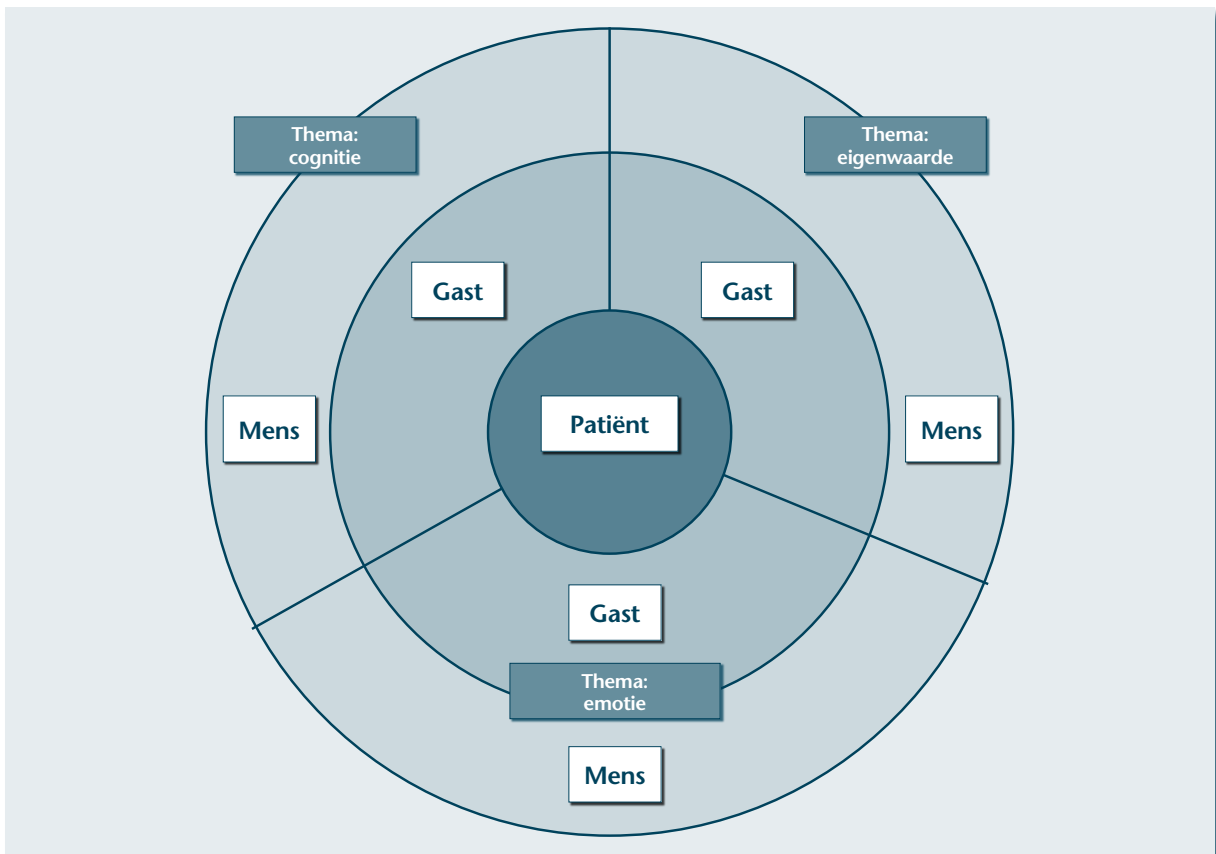 Thema:
cognitie
Thema:
eigenwaarde
Gast
Gast
Mens
Patiënt
Mens
Gast
Thema:
emotie
Mens